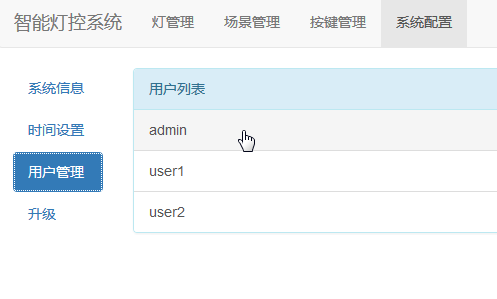 智能灯控系统 灯管理 场景管理 按键管理 系统配置
系统信息
时间设置
用户管理
升级
用户列表
admin
user1
user2